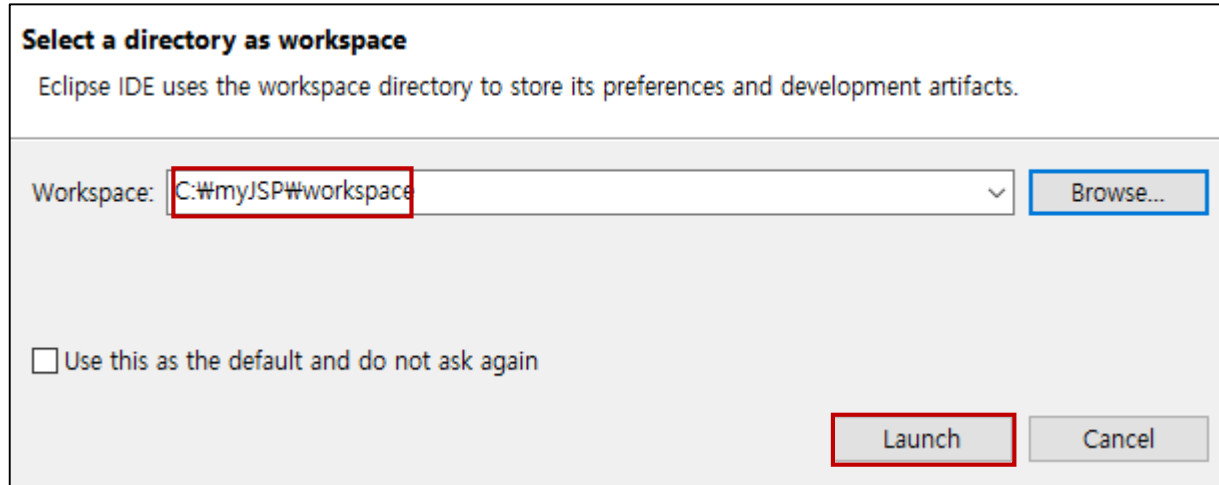 Select a directory as workspace
Eclipse IDE uses the workspace directory to store its preferences and development artifacts.
Workspace: C:₩myJSP₩workspace Browse...
Use this as the default and do not ask again
Launch Cancel